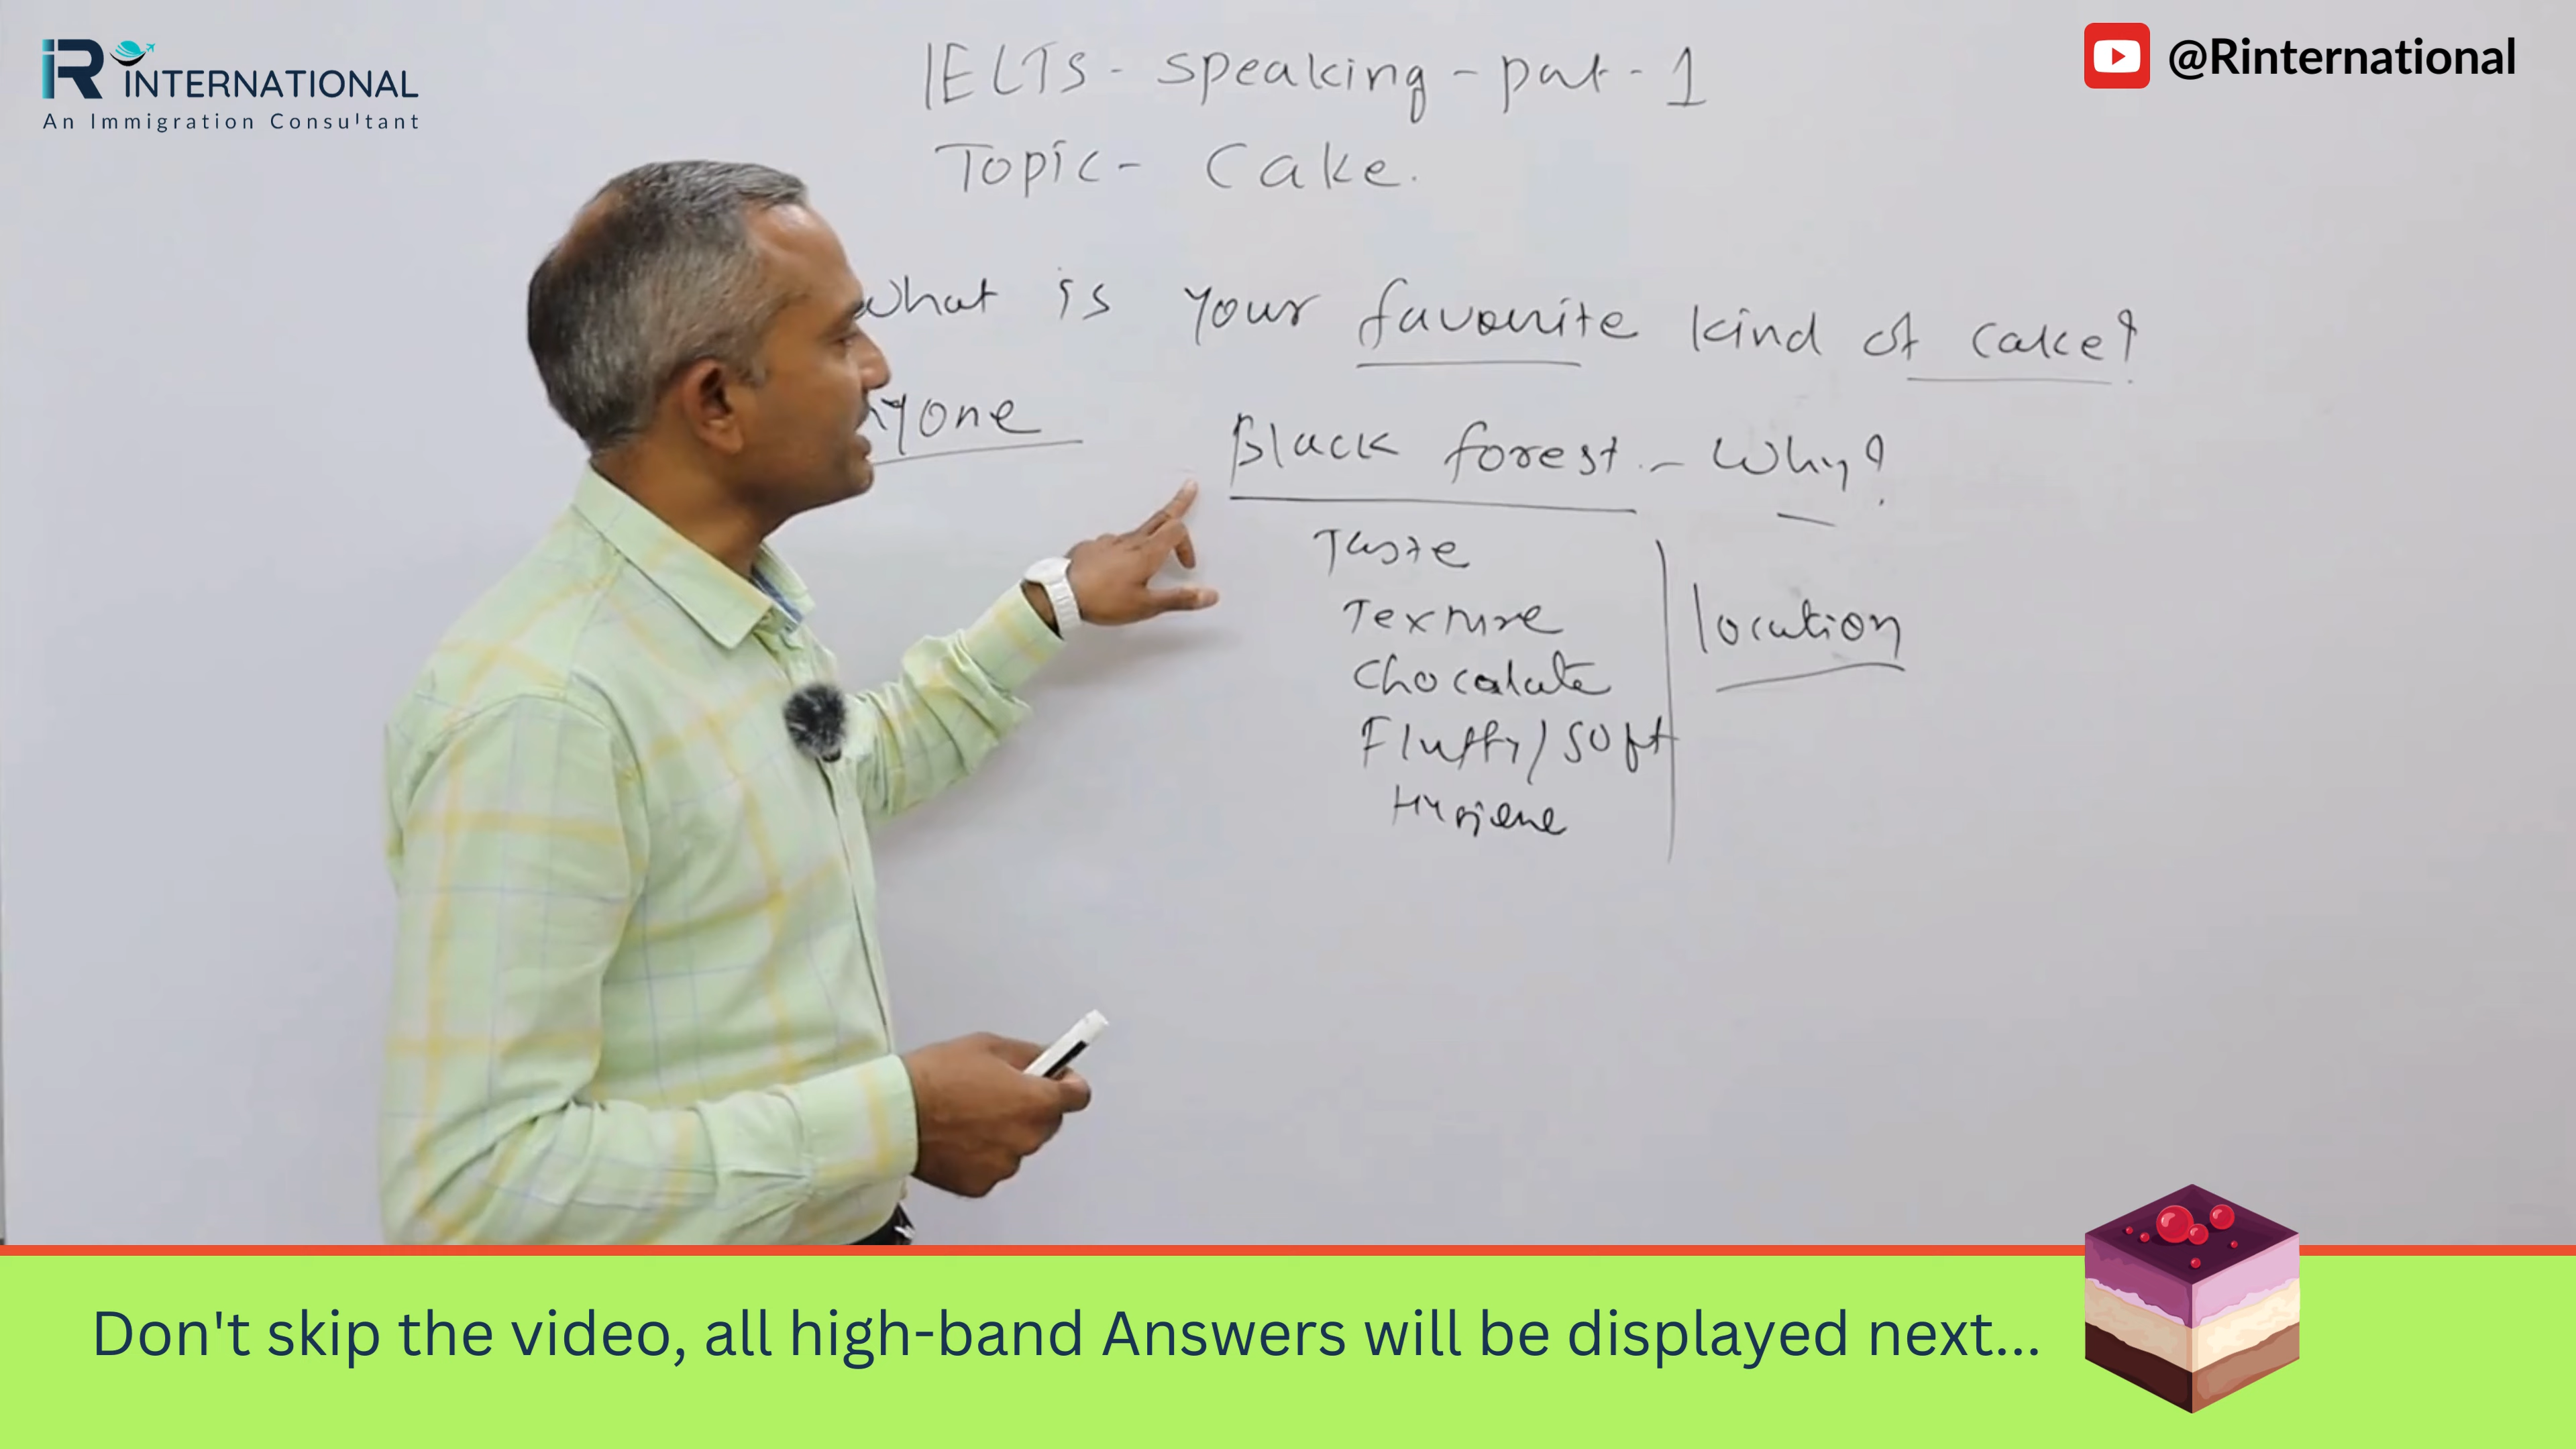 iR INTERNATIONAL
An Immigration Consultant
@Rinternational
IELTS - Speaking - part - 1
Topic - Cake.
What is your favourite kind of cake?
yone
Black forest. - Why?
Taste
Texture
Chocalate
location
Fluffy/soft
Hygiene
Don't skip the video, all high-band Answers will be displayed next...